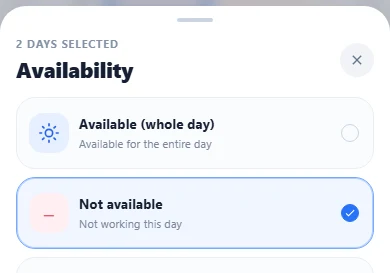 2 DAYS SELECTED
Availability
Available (whole day)
Available for the entire day
Not available
Not working this day